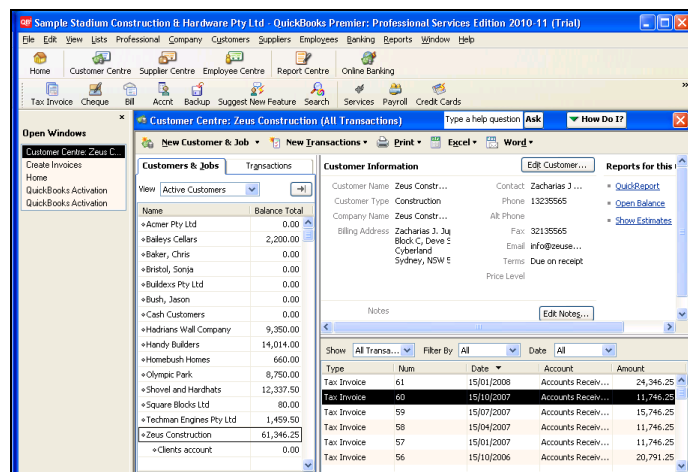 Sample Stadium Construction & Hardware Pty Ltd - QuickBooks Premier: Professional Services Edition 2010-11 (Trial)
File Edit View Lists Professional Company Customers Suppliers Employees Banking Reports Window Help
Home Customer Centre Supplier Centre Employee Centre Report Centre Online Banking
Tax Invoice Cheque Bill Accnt Backup Suggest New Feature Search Services Payroll Credit Cards
Open Windows
Customer Centre: Zeus C...
Create Invoices
Home
QuickBooks Activation
QuickBooks Activation
Customer Centre: Zeus Construction (All Transactions) Type a help question Ask How Do I?
New Customer & Job New Transactions Print Excel Word
Customers & Jobs Transactions
View Active Customers
Name Balance Total
Acmer Pty Ltd 0.00
Baileys Cellars 2,200.00
Baker, Chris 0.00
Bristol, Sonja 0.00
Buildexs Pty Ltd 0.00
Bush, Jason 0.00
Cash Customers 0.00
Hadrians Wall Company 9,350.00
Handy Builders 14,014.00
Homebush Homes 660.00
Olympic Park 8,750.00
Shovel and Hardhats 12,337.50
Square Blocks Ltd 80.00
Techman Engines Pty Ltd 1,459.50
Zeus Construction 61,346.25
Clients account 0.00
Customer Information Edit Customer... Reports for this
Customer Name Zeus Constr... Contact Zacharias J ... QuickReport
Customer Type Construction Phone 13235565 Open Balance
Company Name Zeus Constr... Alt Phone Show Estimates
Billing Address Zacharias J. Ju Fax 32135565
Block C, Deve S Email info@zeuse...
Cyberland Terms Due on receipt
Sydney, NSW 5 Price Level
Notes Edit Notes...
Show All Transa... Filter By All Date All
Type Num Date Account Amount
Tax Invoice 61 15/01/2008 Accounts Receiv... 24,346.25
Tax Invoice 60 15/10/2007 Accounts Receiv... 11,746.25
Tax Invoice 59 15/07/2007 Accounts Receiv... 15,746.25
Tax Invoice 58 15/04/2007 Accounts Receiv... 11,746.25
Tax Invoice 57 15/01/2007 Accounts Receiv... 11,746.25
Tax Invoice 56 15/10/2006 Accounts Receiv... 20,791.25